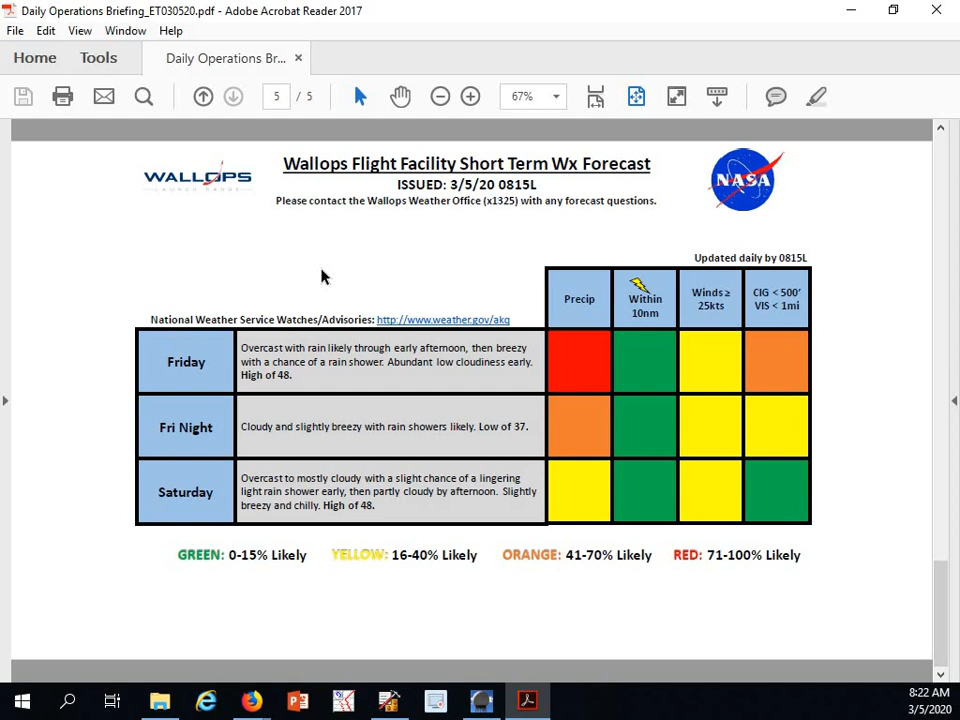 Daily Operations Briefing_ET030520.pdf - Adobe Acrobat Reader 2017
File Edit View Window Help
Home Tools Daily Operations Br... ×
5 / 5 67%
WALLOPS
LAUNCH RANGE
Wallops Flight Facility Short Term Wx Forecast
ISSUED: 3/5/20 0815L
Please contact the Wallops Weather Office (x1325) with any forecast questions.
NASA
Updated daily by 0815L
National Weather Service Watches/Advisories: http://www.weather.gov/akq
Precip
Within
10nm
Winds ≥
25kts
CIG < 500'
VIS < 1mi
Friday
Overcast with rain likely through early afternoon, then breezy
with a chance of a rain shower. Abundant low cloudiness early.
High of 48.
Fri Night
Cloudy and slightly breezy with rain showers likely. Low of 37.
Saturday
Overcast to mostly cloudy with a slight chance of a lingering
light rain shower early, then partly cloudy by afternoon. Slightly
breezy and chilly. High of 48.
GREEN: 0-15% Likely YELLOW: 16-40% Likely ORANGE: 41-70% Likely RED: 71-100% Likely
8:22 AM
3/5/2020